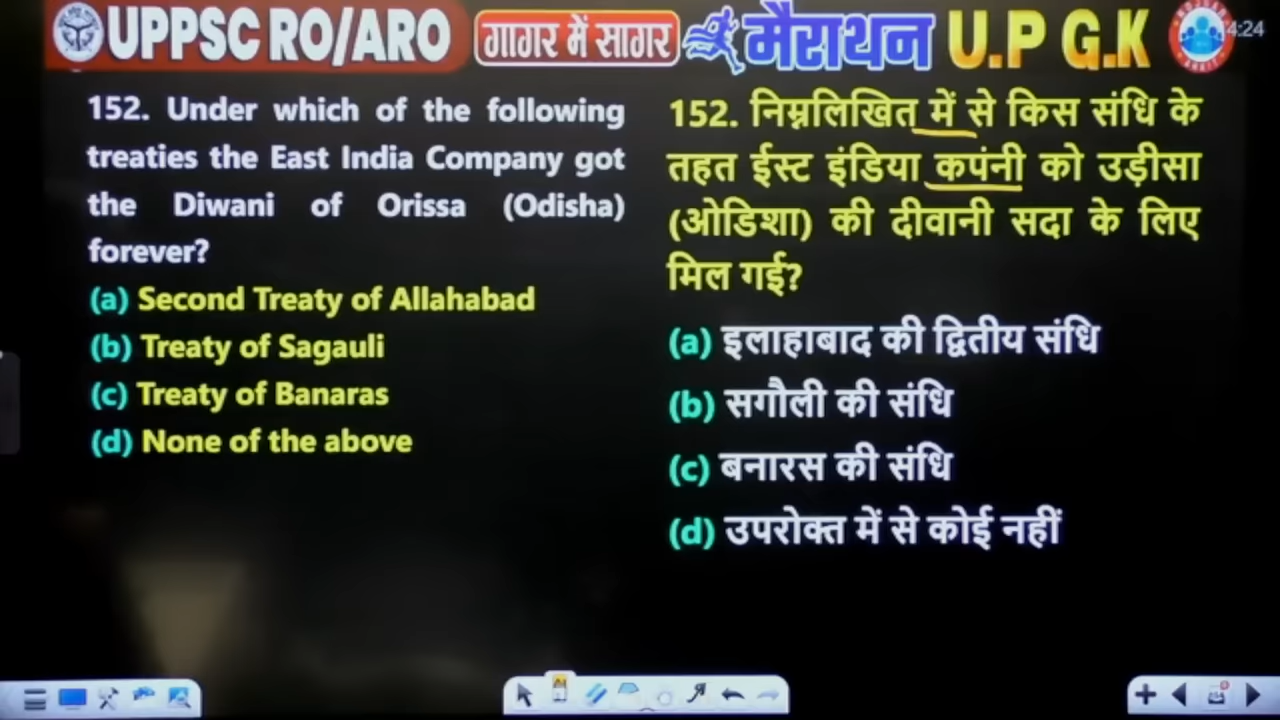 UPPSC RO/ARO गागर में सागर मैराथन U.P G.K
4:24
152. Under which of the following
treaties the East India Company got
the Diwani of Orissa (Odisha)
forever?
(a) Second Treaty of Allahabad
(b) Treaty of Sagauli
(c) Treaty of Banaras
(d) None of the above
152. निम्नलिखित में से किस संधि के
तहत ईस्ट इंडिया कपंनी को उड़ीसा
(ओडिशा) की दीवानी सदा के लिए
मिल गई?
(a) इलाहाबाद की द्वितीय संधि
(b) सगौली की संधि
(c) बनारस की संधि
(d) उपरोक्त में से कोई नहीं